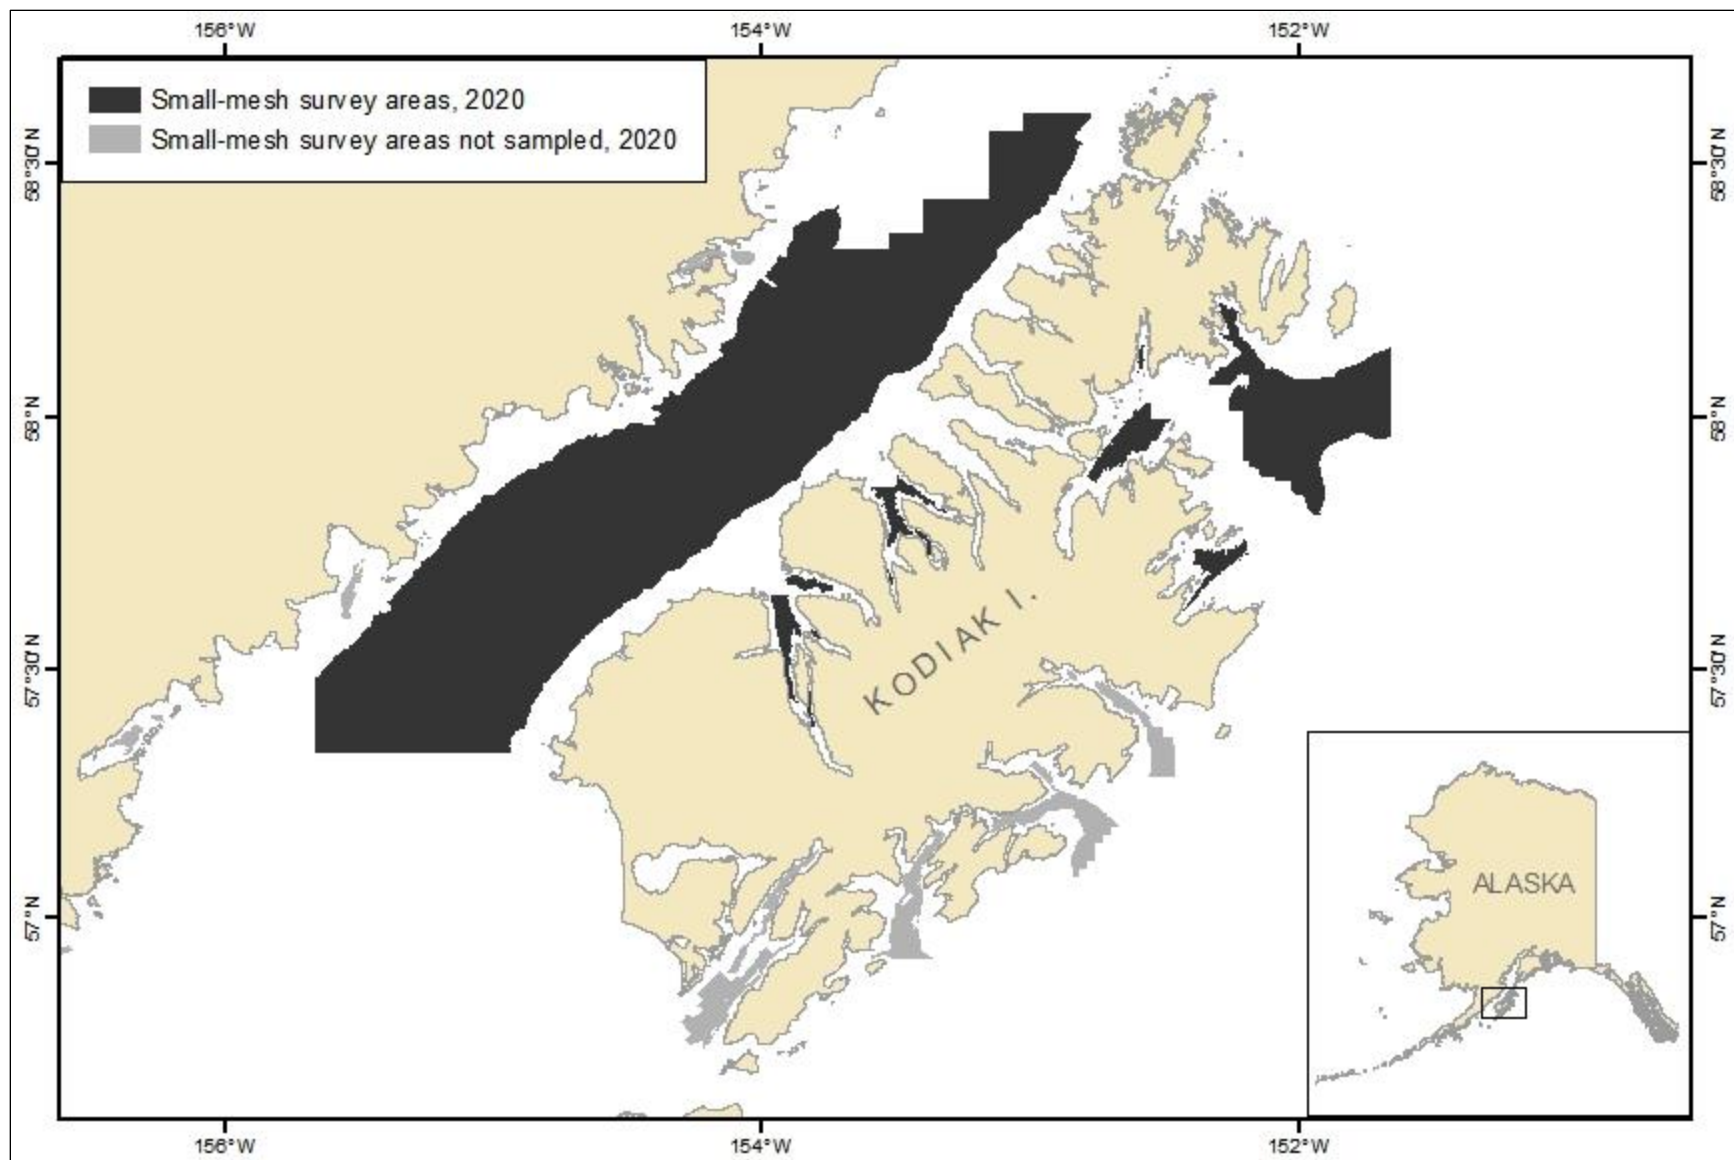 156°W 154°W 152°W
Small-mesh survey areas, 2020
Small-mesh survey areas not sampled, 2020
58°30'N 58°30'N
58°N 58°N
57°30'N 57°30'N
KODIAK I.
ALASKA
57°N 57°N
156°W 154°W 152°W